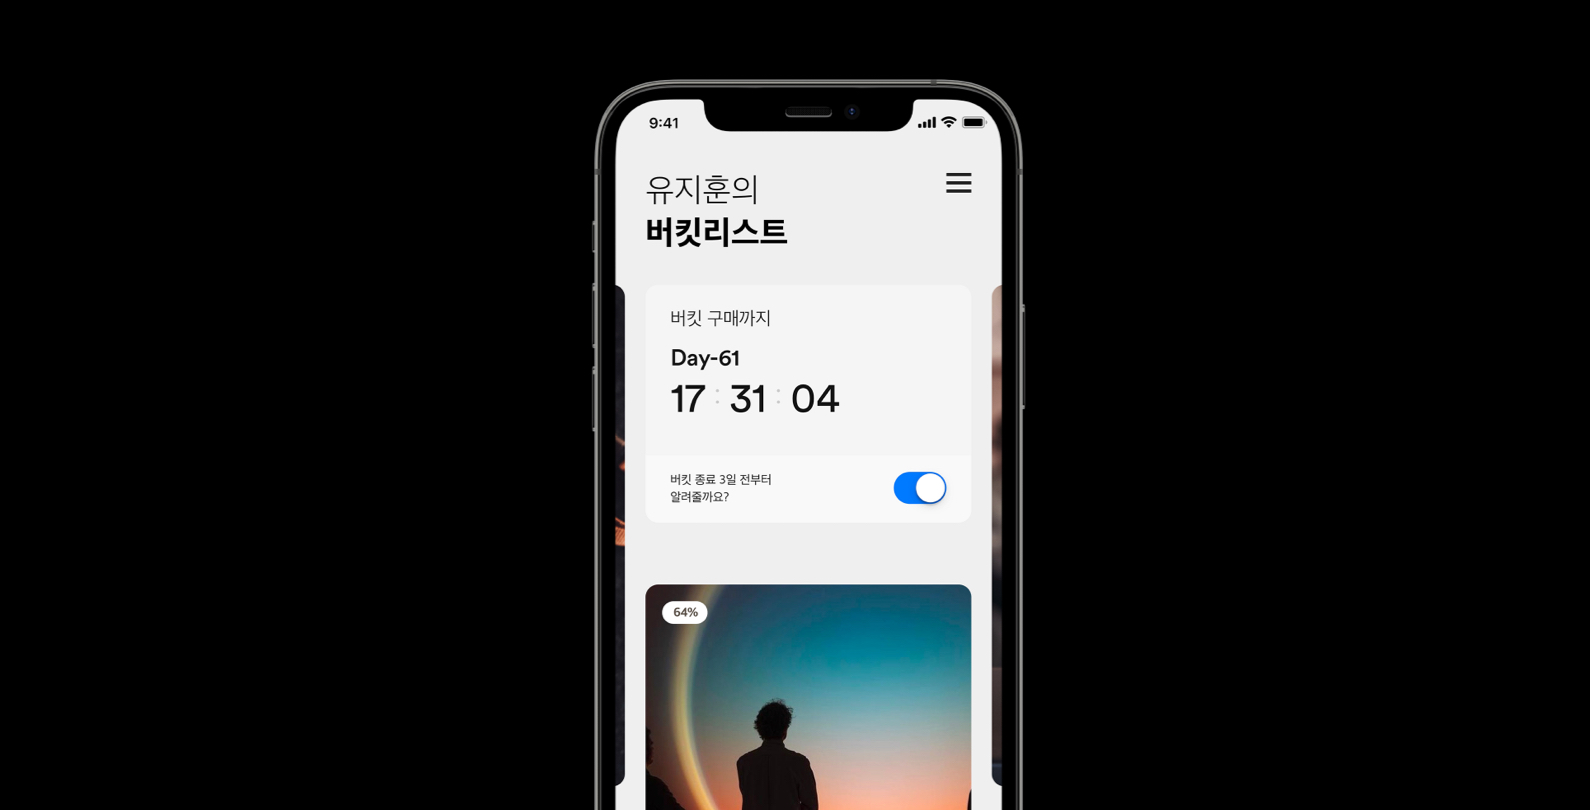 9:41
유지훈의
버킷리스트
버킷 구매까지
Day-61
17 : 31 : 04
버킷 종료 3일 전부터
알려줄까요?
64%